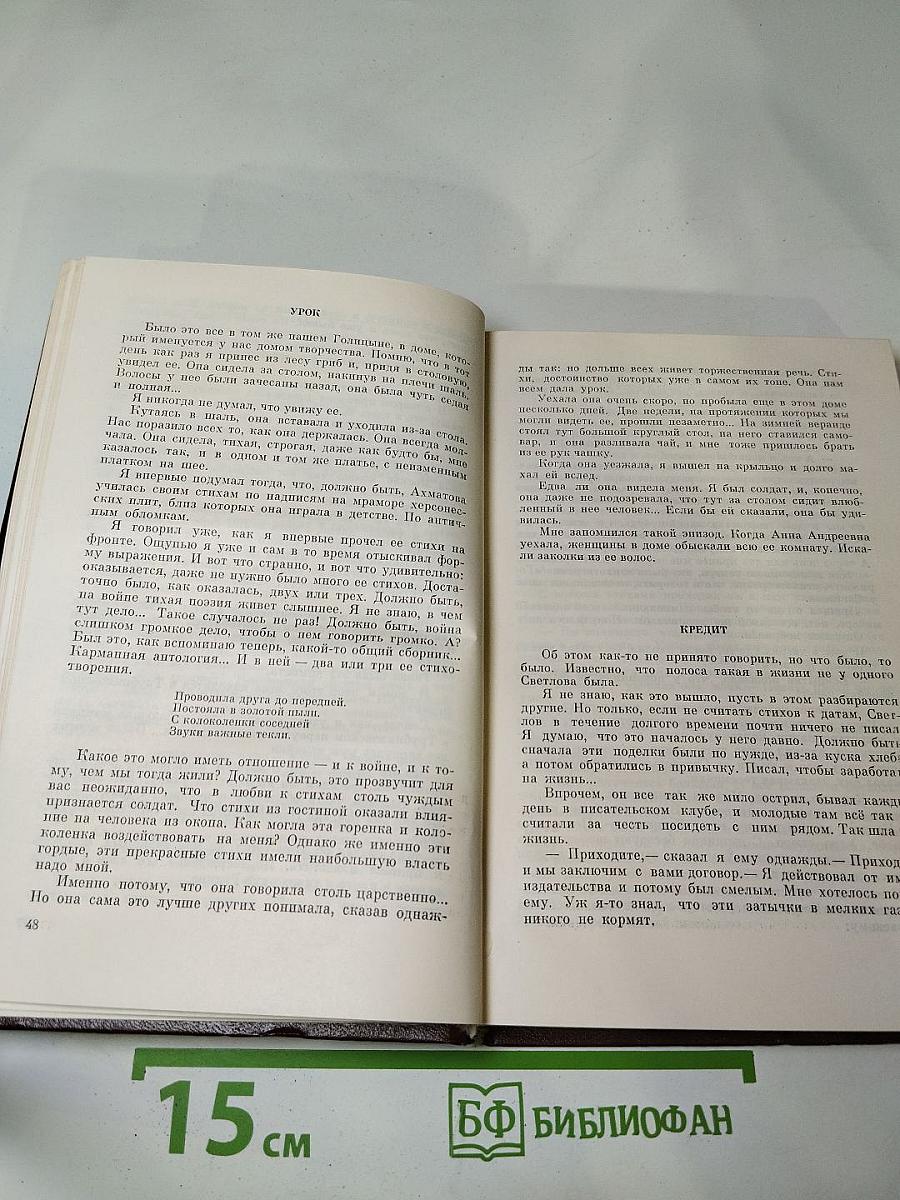 УРОК
Было это все в том же нашем Голицыне, в доме, кото-
рый именуется у нас домом творчества. Помню, что в тот
день как раз я принес из лесу гриб и, придя в столовую,
увидел ее. Она сидела за столом, накинув на плечи шаль.
Волосы у нее были зачесаны назад, она была чуть седая
и полная...
Я никогда не думал, что увижу ее.
Кутаясь в шаль, она вставала и уходила из-за стола.
Нас поразило всех то, как она держалась. Она всегда мол-
чала. Она сидела, тихая, строгая, даже как будто бы, мне
казалось так, и в одном и том же платье, с неизменным
платком на шее.
Я впервые подумал тогда, что, должно быть, Ахматова
училась своим стихам по надписям на мраморе херсонес-
ских плит, близ которых она играла в детстве. По антич-
ным обломкам.
Я говорил уже, как я впервые прочел ее стихи на
фронте. Ощупью я уже и сам в то время отыскивал фор-
му выражения. И вот что странно, и вот что удивительно:
оказывается, даже не нужно было много ее стихов. Доста-
точно было, как оказалась, двух или трех. Должно быть,
на войне тихая поэзия живет слышнее. Я не знаю, в чем
тут дело... Такое случалось не раз! Должно быть, война
слишком громкое дело, чтобы о нем говорить громко. А?
Был это, как вспоминаю теперь, какой-то общий сборник...
Карманная антология... И в ней — два или три ее стихо-
творения.
Проводила друга до передней.
Постояла в золотой пыли.
С колоколенки соседней
Звуки важные текли.
Какое это могло иметь отношение — и к войне, и к то-
му, чем мы тогда жили? Должно быть, это прозвучит для
вас неожиданно, что в любви к стихам столь чуждым
признается солдат. Что стихи из гостиной оказали влия-
ние на человека из окопа. Как могла эта горенка и коло-
коленка воздействовать на меня? Однако же именно эти
гордые, эти прекрасные стихи имели наибольшую власть
надо мной.
Именно потому, что она говорила столь царственно...
Но она сама это лучше других понимала, сказав однаж-
48
ды так: но дольше всех живет торжественная речь. Сти-
хи, достоинство которых уже в самом их тоне. Она нам
всем дала урок.
Уехала она очень скоро, но пробыла еще в этом доме
несколько дней. Две недели, на протяжении которых мы
могли видеть ее, прошли незаметно... На зимней веранде
стоял тут большой круглый стол, на него ставился само-
вар, и она разливала чай, и мне тоже пришлось брать
из ее рук чашку.
Когда она уезжала, я вышел на крыльцо и долго ма-
хал ей вслед.
Едва ли она видела меня. Я был солдат, и, конечно,
она даже не подозревала, что тут за столом сидит влюб-
ленный в нее человек... Если бы ей сказали, она бы уди-
вилась.
Мне запомнился такой эпизод. Когда Анна Андреевна
уехала, женщины в доме обыскали всю ее комнату. Иска-
ли заколки из ее волос.
КРЕДИТ
Об этом как-то не принято говорить, но что было, то
было. Известно, что полоса такая в жизни не у одного
Светлова была.
Я не знаю, как это вышло, пусть в этом разбираются
другие. Но только, если не считать стихов к датам, Свет-
лов в течение долгого времени почти ничего не писал
Я думаю, что это началось у него давно. Должно быть
сначала эти поделки были по нужде, из-за куска хлеб
а потом обратились в привычку. Писал, чтобы заработат
на жизнь...
Впрочем, он все так же мило острил, бывал кажды
день в писательском клубе, и молодые там всё так
считали за честь посидеть с ним рядом. Так шла
жизнь.
— Приходите,— сказал я ему однажды.— Приход
и мы заключим с вами договор.— Я действовал от им
издательства и потому был смелым. Мне хотелось по
ему. Уж я-то знал, что эти затычки в мелких газ
никого не кормят.
15 см
БФ БИБЛИОФАН